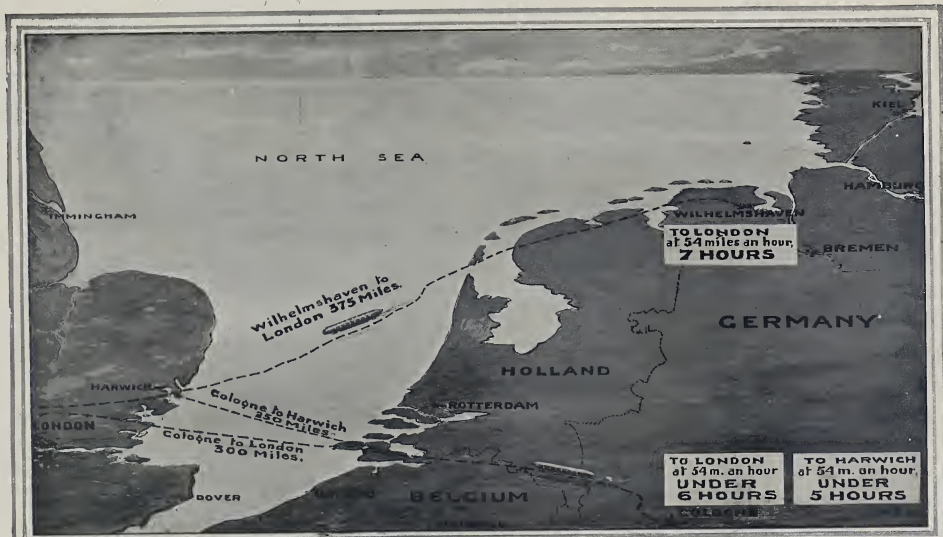 NORTH SEA
KIEL
HAMBURG
IMMINGHAM
WILHELMSHAVEN
TO LONDON
at 54 miles an hour,
7 HOURS
BREMEN
Wilhelmshaven to
London 375 Miles.
GERMANY
HOLLAND
HARWICH
Cologne to Harwich
250 Miles
ROTTERDAM
LONDON
Cologne to London
300 Miles.
TO LONDON
at 54 m. an hour
UNDER
6 HOURS
TO HARWICH
at 54 m. an hour,
UNDER
5 HOURS
DOVER
BELGIUM
COLOGNE